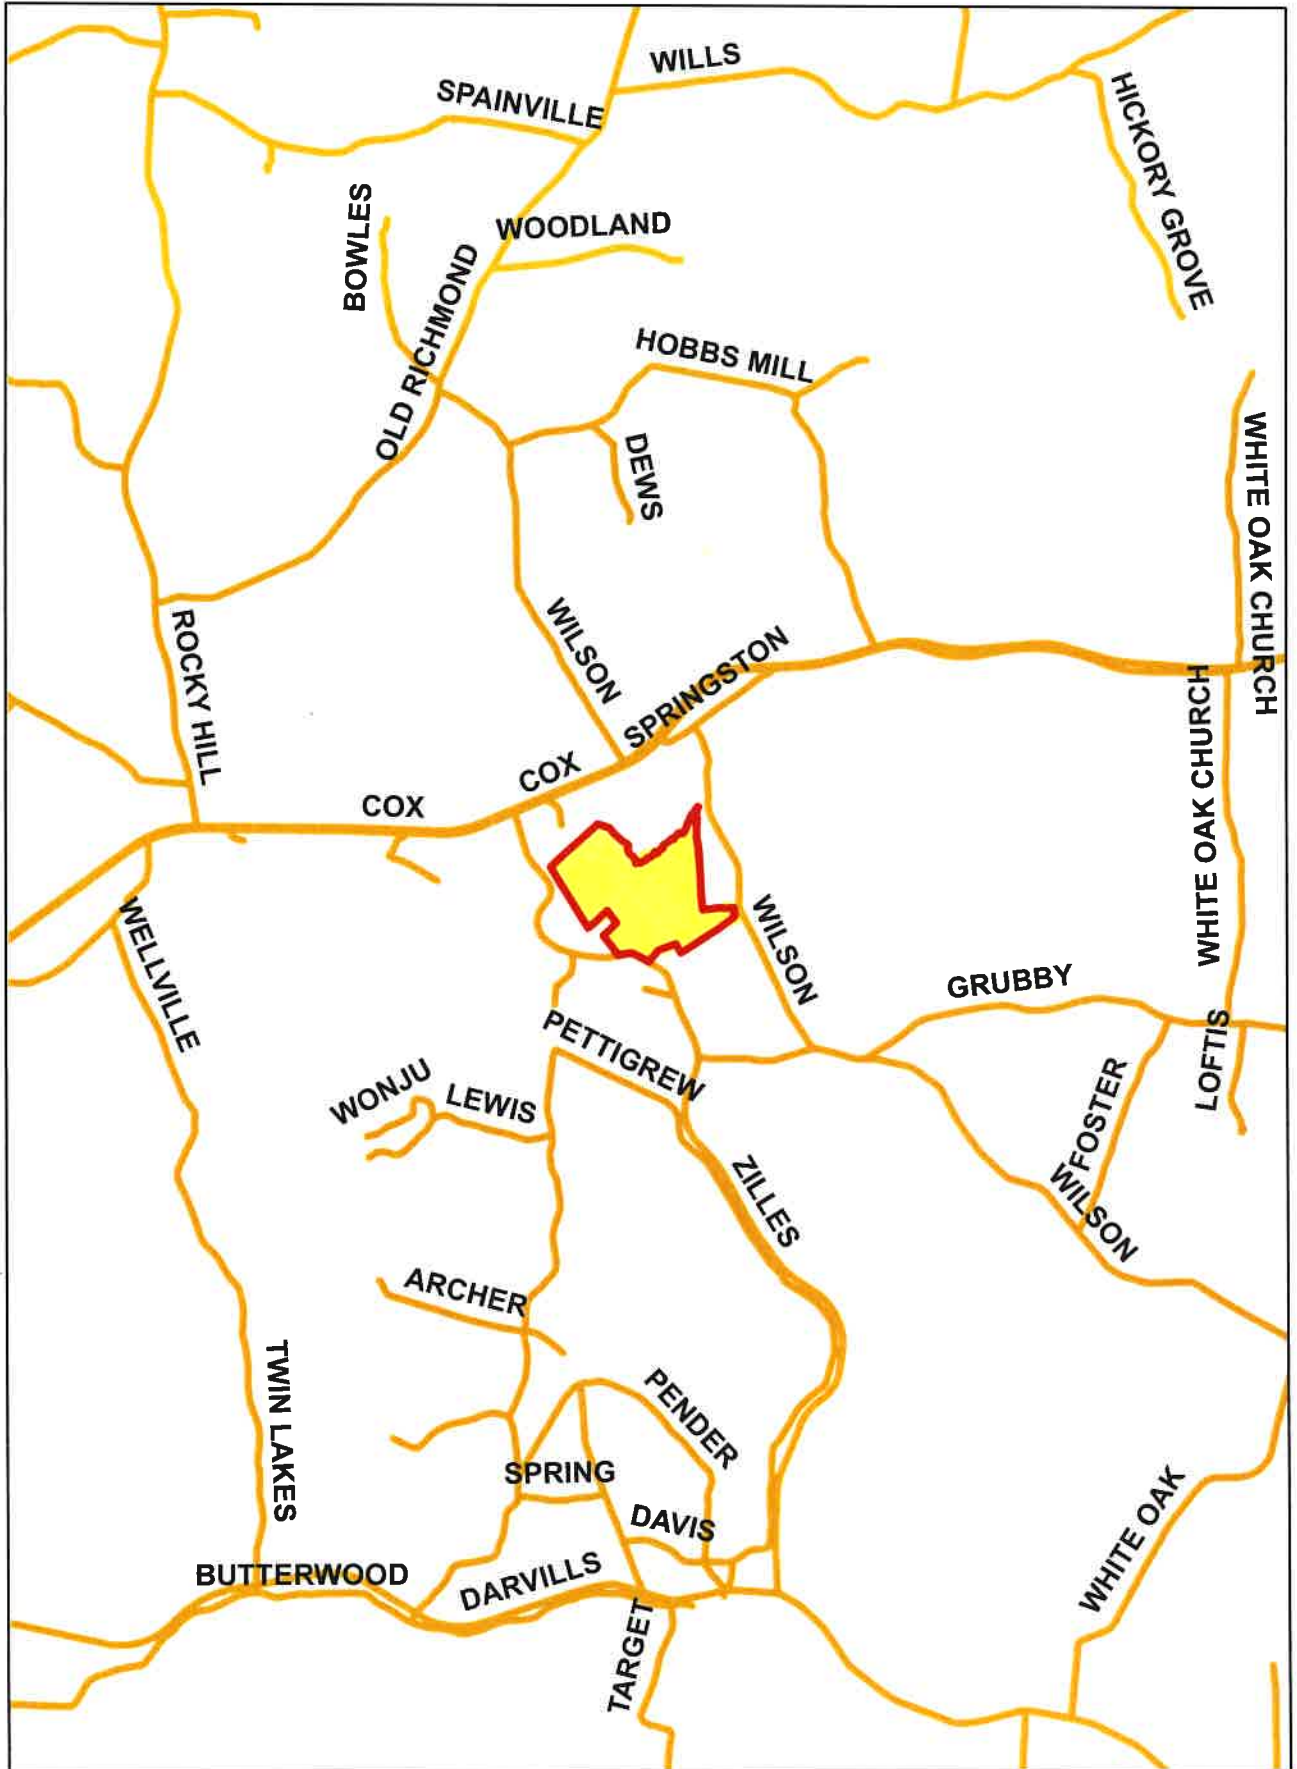 WILLS
SPAINVILLE
HICKORY GROVE
BOWLES
WOODLAND
OLD RICHMOND
HOBBS MILL
DEWS
WHITE OAK CHURCH
WILSON
ROCKY HILL
SPRINGSTON
WHITE OAK CHURCH
COX
COX
WELLVILLE
WILSON
GRUBBY
PETTIGREW
LOFTIS
WONJU
LEWIS
FOSTER
ZILLES
WILSON
ARCHER
TWIN LAKES
PENDER
SPRING
WHITE OAK
DAVIS
BUTTERWOOD
DARVILLS
TARGET